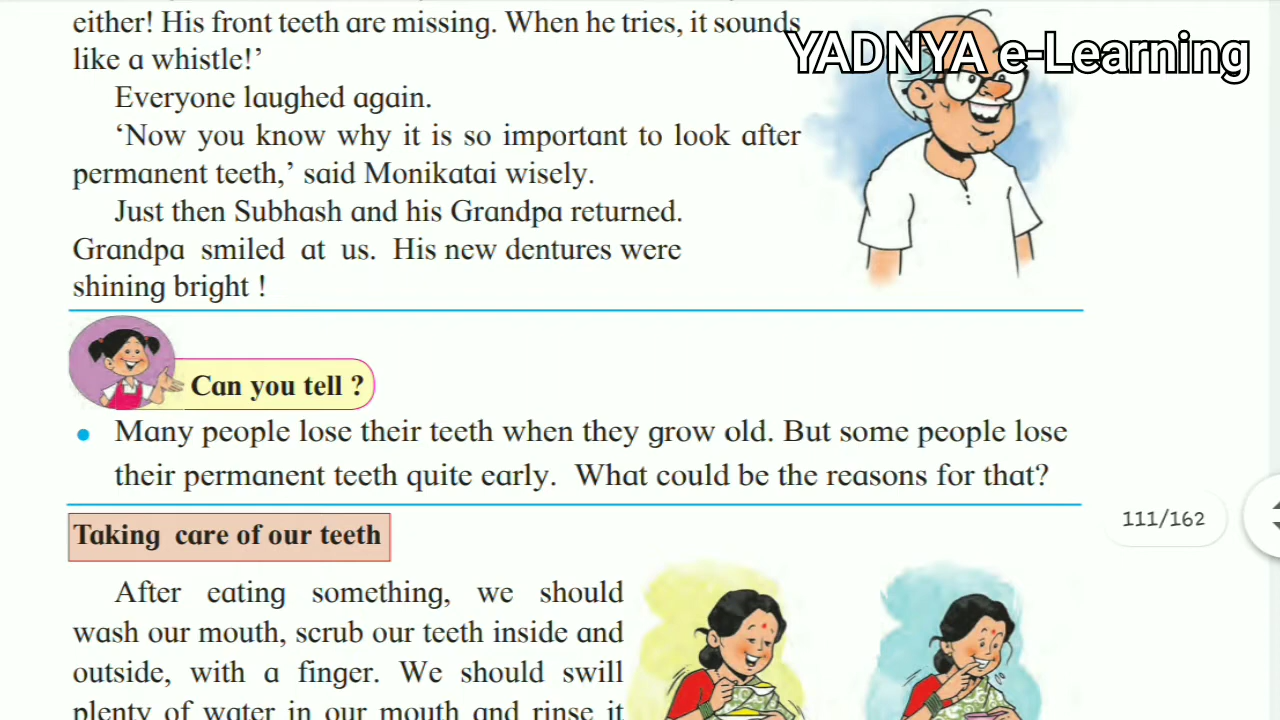 either! His front teeth are missing. When he tries, it sounds
like a whistle!’
YADNYA e-Learning
Everyone laughed again.
‘Now you know why it is so important to look after
permanent teeth,’ said Monikatai wisely.
Just then Subhash and his Grandpa returned.
Grandpa smiled at us. His new dentures were
shining bright !
Can you tell ?
• Many people lose their teeth when they grow old. But some people lose
their permanent teeth quite early. What could be the reasons for that?
111/162
Taking care of our teeth
After eating something, we should
wash our mouth, scrub our teeth inside and
outside, with a finger. We should swill
plenty of water in our mouth and rinse it